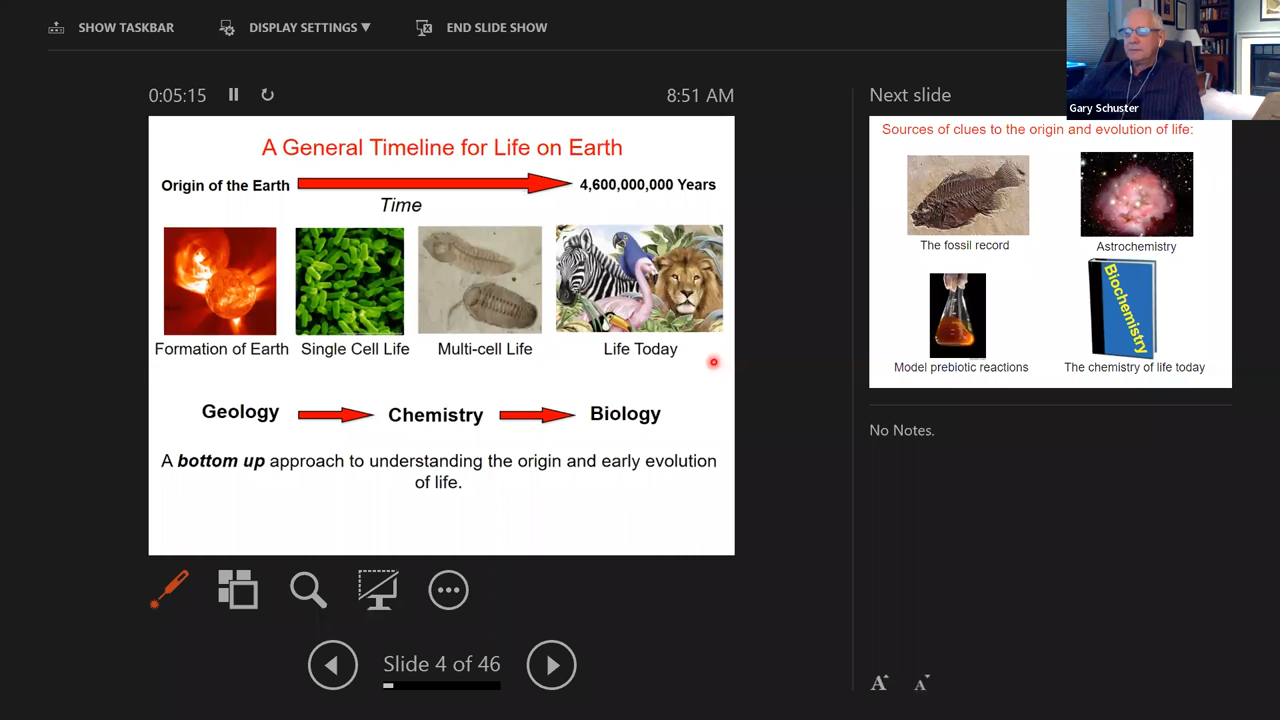 SHOW TASKBAR
DISPLAY SETTINGS ▼
END SLIDE SHOW
Gary Schuster
0:05:15
8:51 AM
A General Timeline for Life on Earth
Origin of the Earth
4,600,000,000 Years
Time
Formation of Earth
Single Cell Life
Multi-cell Life
Life Today
Geology
Chemistry
Biology
A bottom up approach to understanding the origin and early evolution
of life.
Slide 4 of 46
Next slide
Sources of clues to the origin and evolution of life:
The fossil record
Astrochemistry
Biochemistry
Model prebiotic reactions
The chemistry of life today
No Notes.
A A